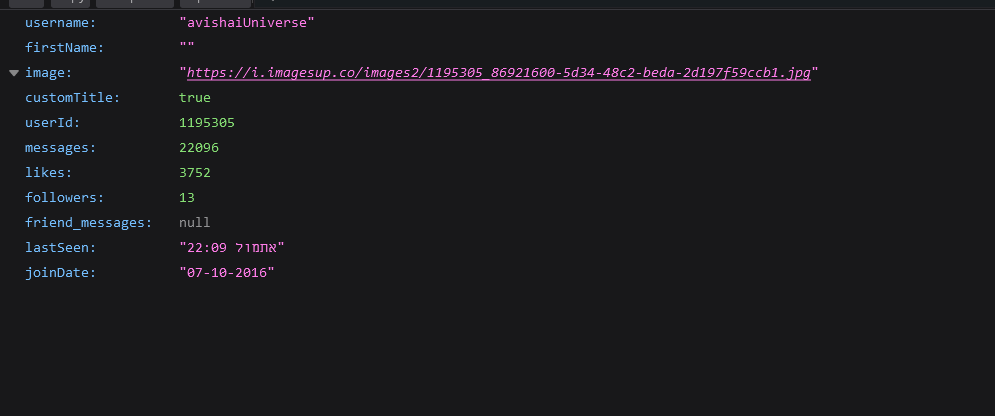 username: "avishaiUniverse"
firstName: ""
image: "https://i.imagesup.co/images2/1195305_86921600-5d34-48c2-beda-2d197f59ccb1.jpg"
customTitle: true
userId: 1195305
messages: 22096
likes: 3752
followers: 13
friend_messages: null
lastSeen: "אתמול 22:09"
joinDate: "07-10-2016"